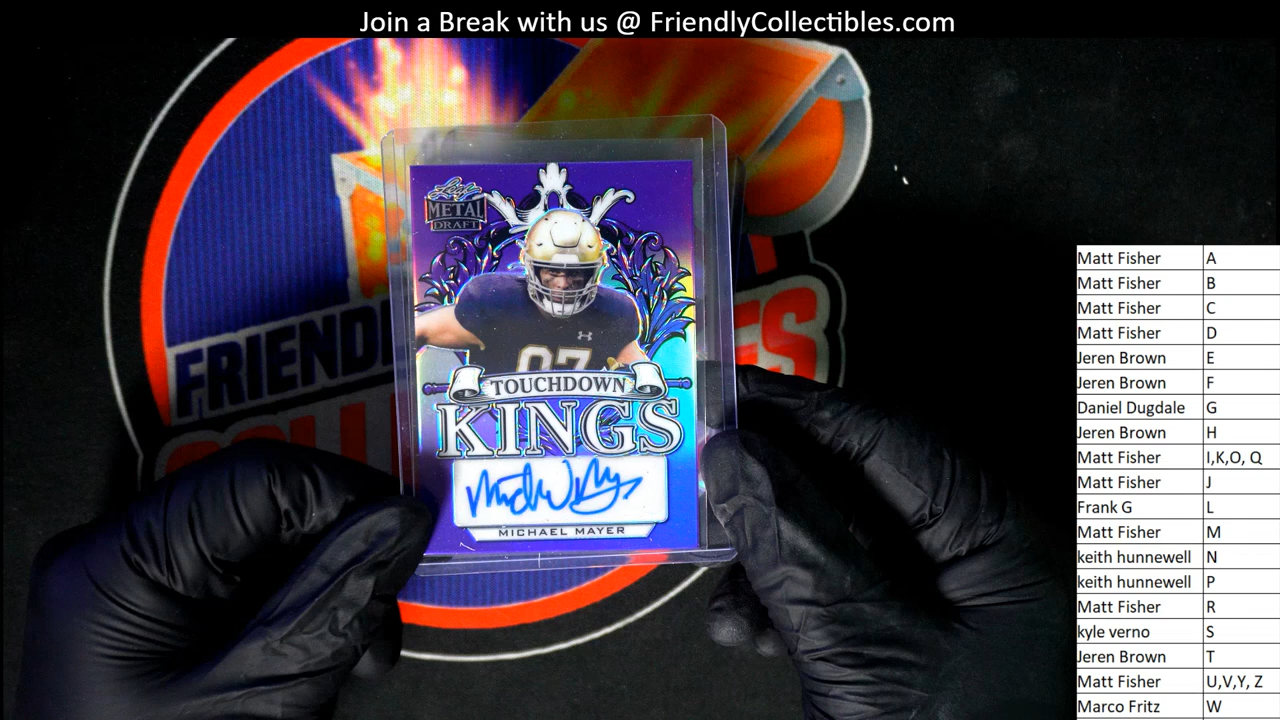 Join a Break with us @ FriendlyCollectibles.com
Leaf
METAL
DRAFT
87
TOUCHDOWN
KINGS
MICHAEL MAYER
Matt Fisher A
Matt Fisher B
Matt Fisher C
Matt Fisher D
Jeren Brown E
Jeren Brown F
Daniel Dugdale G
Jeren Brown H
Matt Fisher I,K,O, Q
Matt Fisher J
Frank G L
Matt Fisher M
keith hunnewell N
keith hunnewell P
Matt Fisher R
kyle verno S
Jeren Brown T
Matt Fisher U,V,Y, Z
Marco Fritz W